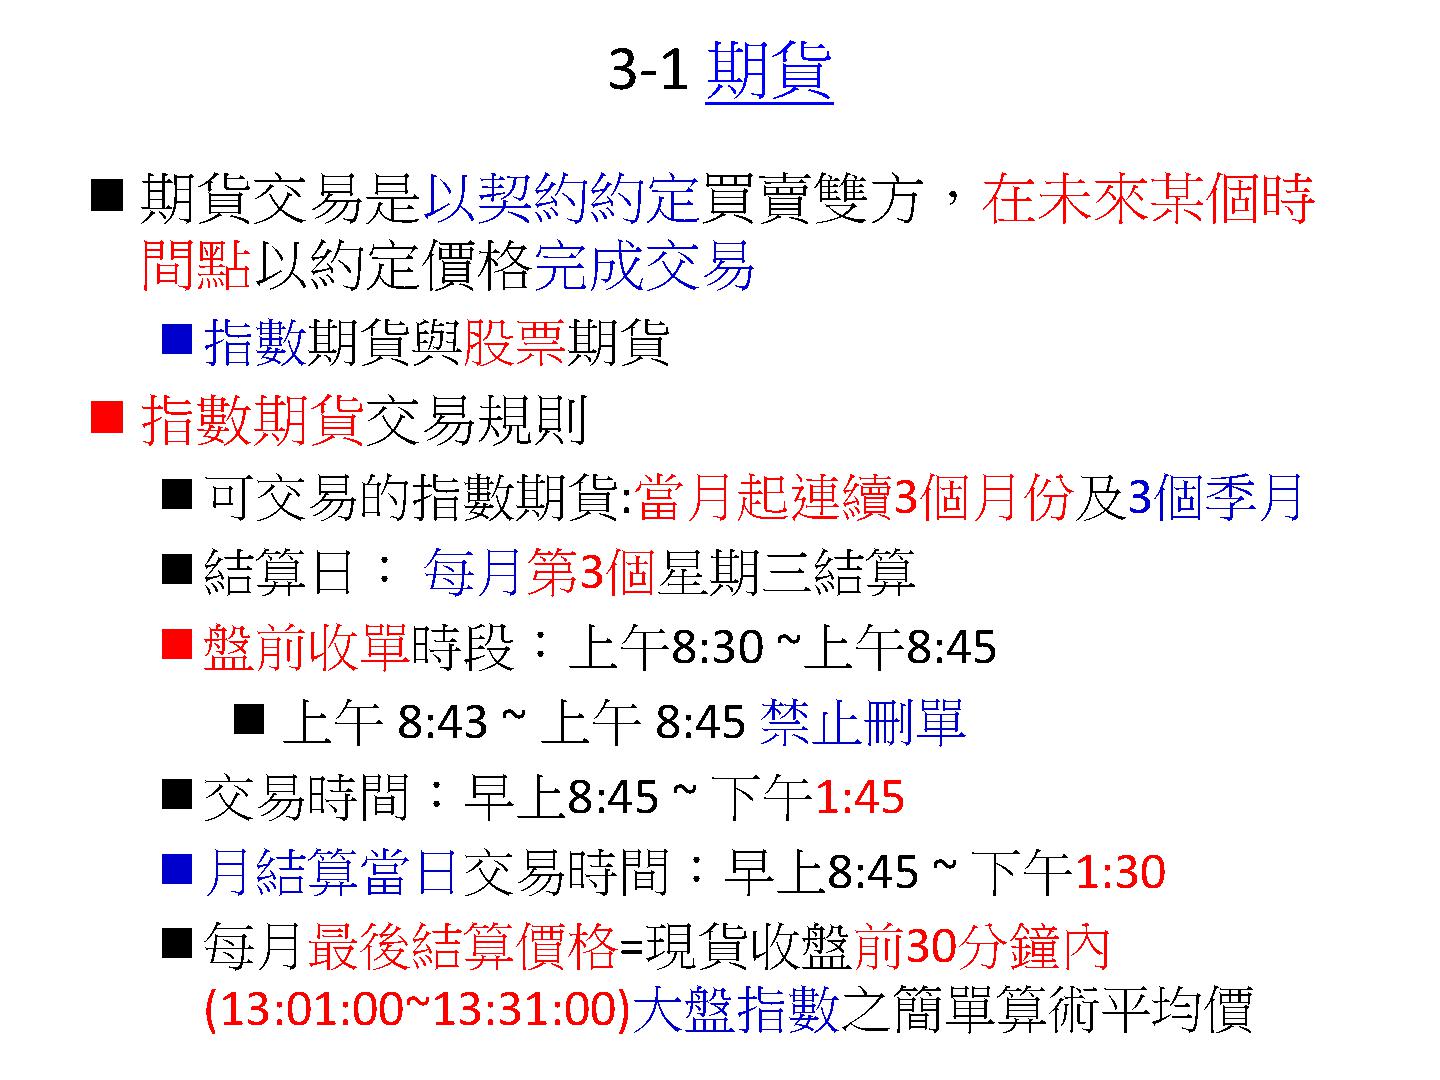 3-1 期貨
期貨交易是以契約約定買賣雙方，在未來某個時
間點以約定價格完成交易
指數期貨與股票期貨
指數期貨交易規則
可交易的指數期貨:當月起連續3個月份及3個季月
結算日： 每月第3個星期三結算
盤前收單時段：上午8:30 ~上午8:45
上午 8:43 ~ 上午 8:45 禁止刪單
交易時間：早上8:45 ~ 下午1:45
月結算當日交易時間：早上8:45 ~ 下午1:30
每月最後結算價格=現貨收盤前30分鐘內
(13:01:00~13:31:00)大盤指數之簡單算術平均價